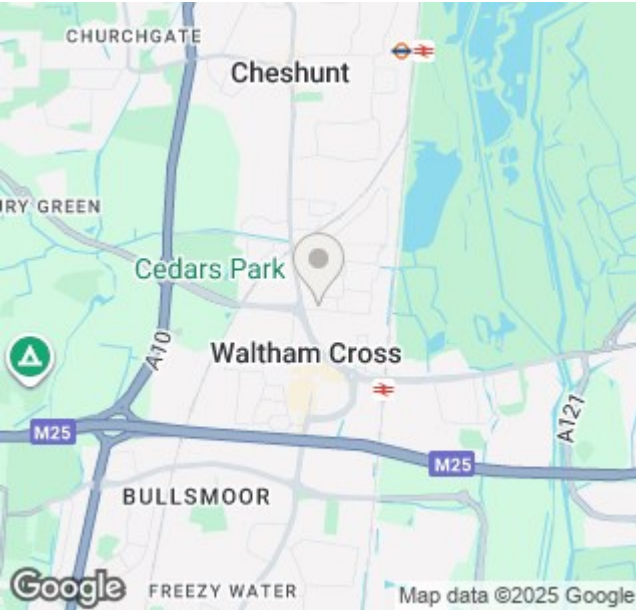 CHURCHGATE
Cheshunt
URY GREEN
Cedars Park
A10
Waltham Cross
A121
M25
M25
BULLSMOOR
Google
FREEZY WATER
Map data ©2025 Google